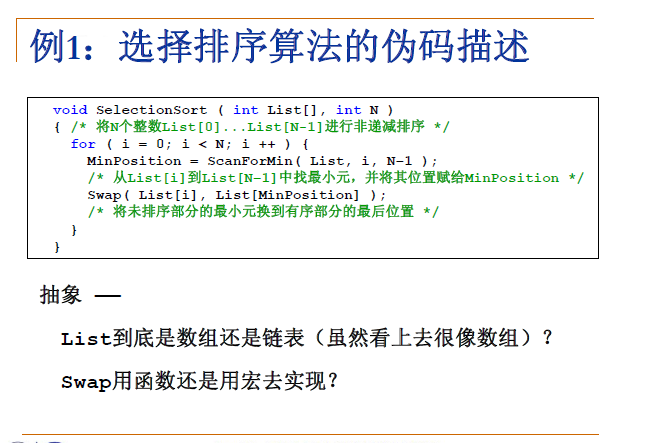 例1：选择排序算法的伪码描述
void SelectionSort ( int List[], int N )
{ /* 将N个整数List[0]...List[N-1]进行非递减排序 */
for ( i = 0; i < N; i ++ ) {
MinPosition = ScanForMin( List, i, N-1 );
/* 从List[i]到List[N-1]中找最小元，并将其位置赋给MinPosition */
Swap( List[i], List[MinPosition] );
/* 将未排序部分的最小元换到有序部分的最后位置 */
}
}
抽象 ——
List到底是数组还是链表（虽然看上去很像数组）？
Swap用函数还是用宏去实现？